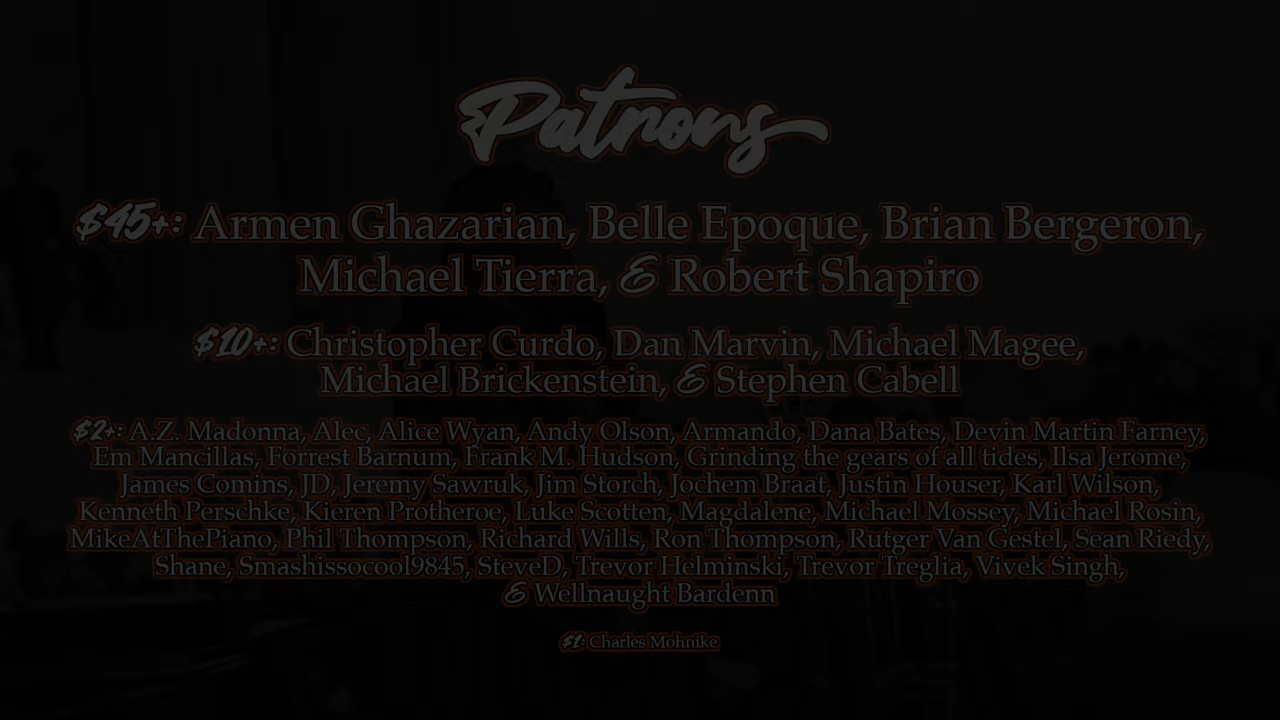 Patrons
$45+: Armen Ghazarian, Belle Epoque, Brian Bergeron,
Michael Tierra, & Robert Shapiro
$10+: Christopher Curdo, Dan Marvin, Michael Magee,
Michael Brickenstein, & Stephen Cabell
$2+: A.Z. Madonna, Alec, Alice Wyan, Andy Olson, Armando, Dana Bates, Devin Martin Farney,
Em Mancillas, Forrest Barnum, Frank M. Hudson, Grinding the gears of all tides, Ilsa Jerome,
James Comins, JD, Jeremy Sawruk, Jim Storch, Jochem Braat, Justin Houser, Karl Wilson,
Kenneth Perschke, Kieren Protheroe, Luke Scotten, Magdalene, Michael Mossey, Michael Rosin,
MikeAtThePiano, Phil Thompson, Richard Wills, Ron Thompson, Rutger Van Gestel, Sean Riedy,
Shane, Smashissocool9845, SteveD, Trevor Helminski, Trevor Treglia, Vivek Singh,
& Wellnaught Bardenn
$1: Charles Mohnike